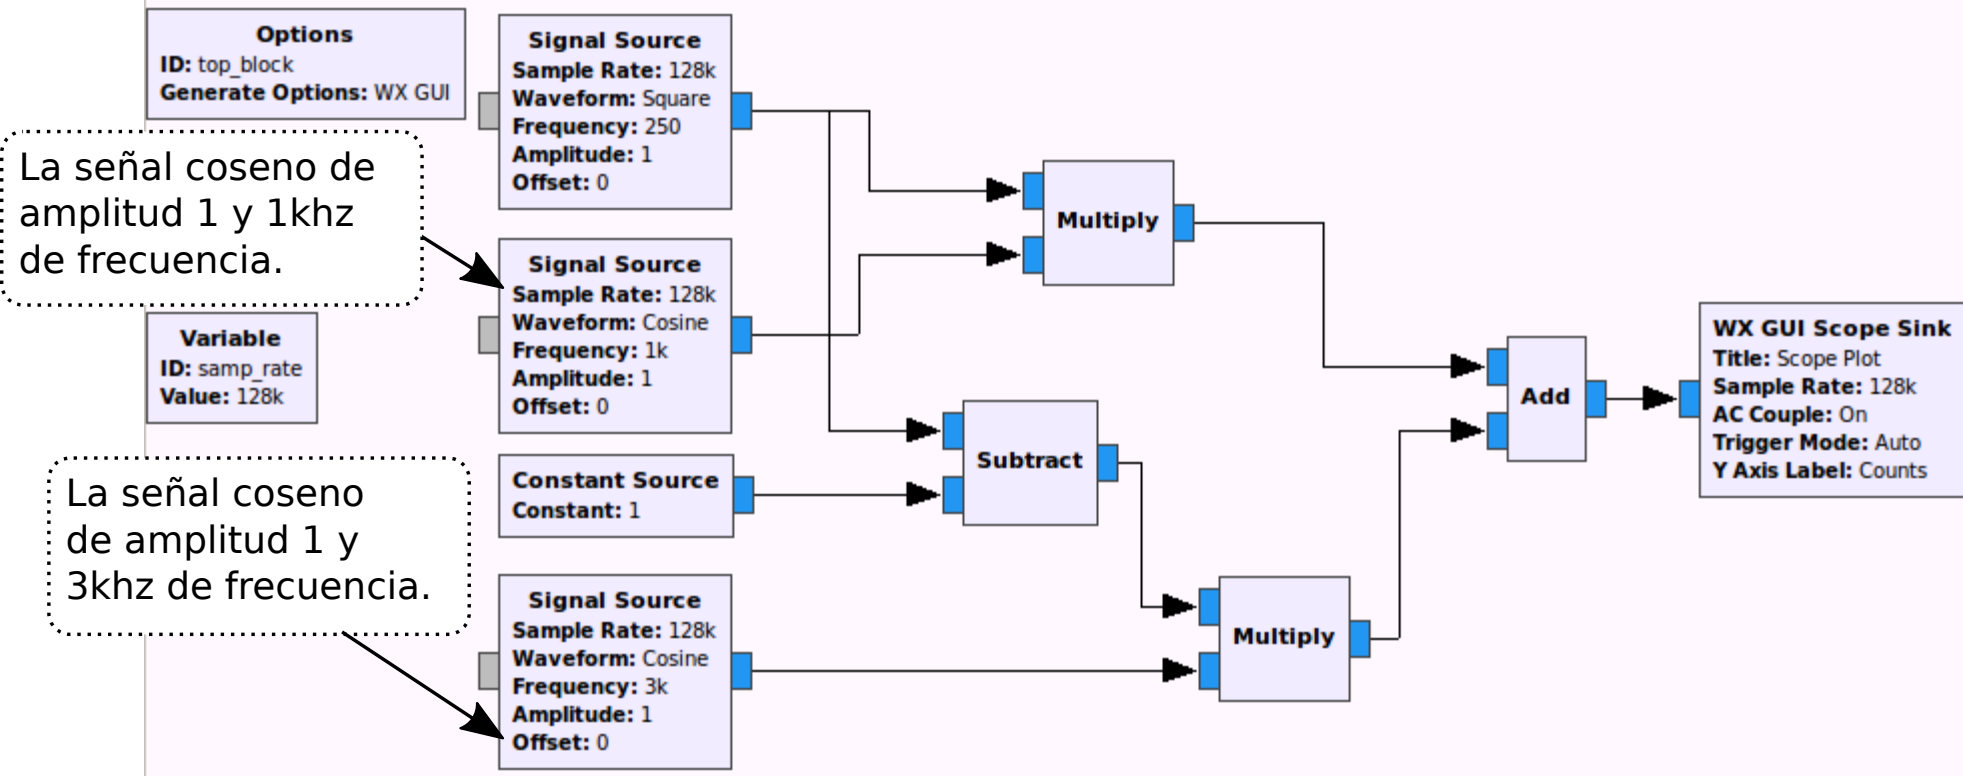 Options
ID: top_block
Generate Options: WX GUI
La señal coseno de
amplitud 1 y 1khz
de frecuencia.
Variable
ID: samp_rate
Value: 128k
La señal coseno
de amplitud 1 y
3khz de frecuencia.
Signal Source
Sample Rate: 128k
Waveform: Square
Frequency: 250
Amplitude: 1
Offset: 0
Signal Source
Sample Rate: 128k
Waveform: Cosine
Frequency: 1k
Amplitude: 1
Offset: 0
Constant Source
Constant: 1
Signal Source
Sample Rate: 128k
Waveform: Cosine
Frequency: 3k
Amplitude: 1
Offset: 0
Multiply
Subtract
Multiply
Add
WX GUI Scope Sink
Title: Scope Plot
Sample Rate: 128k
AC Couple: On
Trigger Mode: Auto
Y Axis Label: Counts